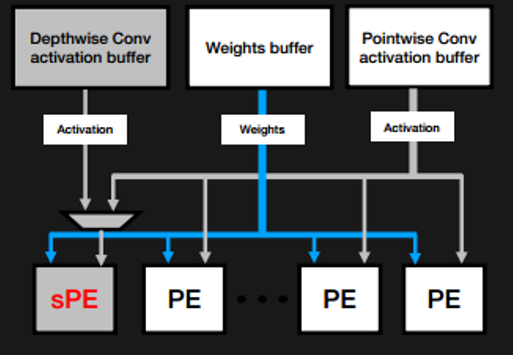 Depthwise Conv
activation buffer
Weights buffer
Pointwise Conv
activation buffer
Activation
Weights
Activation
sPE
PE
PE
PE